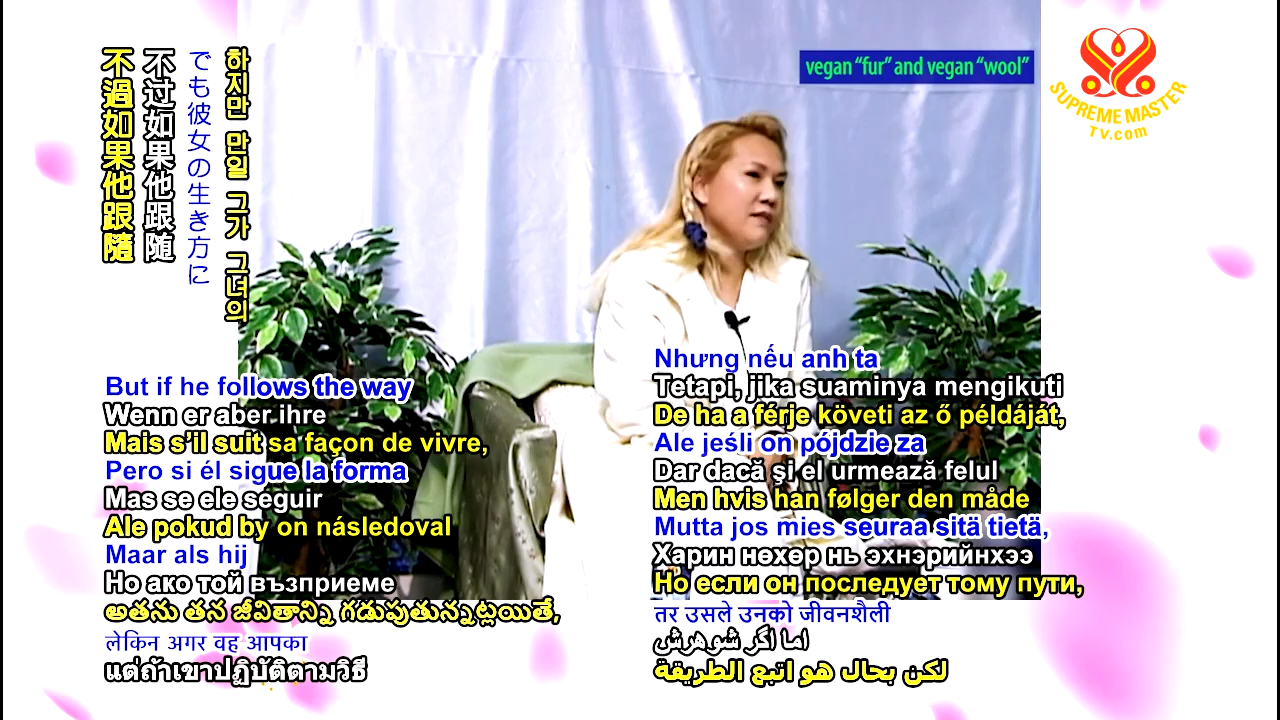 不過如果他跟隨
不过如果他跟随
でも彼女の生き方に
하지만 만일 그가 그녀의
vegan “fur” and vegan “wool”
SUPREME MASTER
TV.com
But if he follows the way
Wenn er aber ihre
Mais s’il suit sa façon de vivre,
Pero si él sigue la forma
Mas se ele seguir
Ale pokud by on následoval
Maar als hij
Но ако той възприеме
అతను తన జీవితాన్ని గడుపుతున్నట్లయితే,
लेकिन अगर वह आपका
แต่ถ้าเขาปฏิบัติตามวิธี
Nhưng nếu anh ta
Tetapi, jika suaminya mengikuti
De ha a férje követi az ő példáját,
Ale jeśli on pójdzie za
Dar dacă şi el urmează felul
Men hvis han følger den måde
Mutta jos mies seuraa sitä tietä,
Харин нөхөр нь эхнэрийнхээ
Но если он последует тому пути,
तर उसले उनको जीवनशैली
اما اگر شوهرش
لكن بحال هو اتبع الطريقة